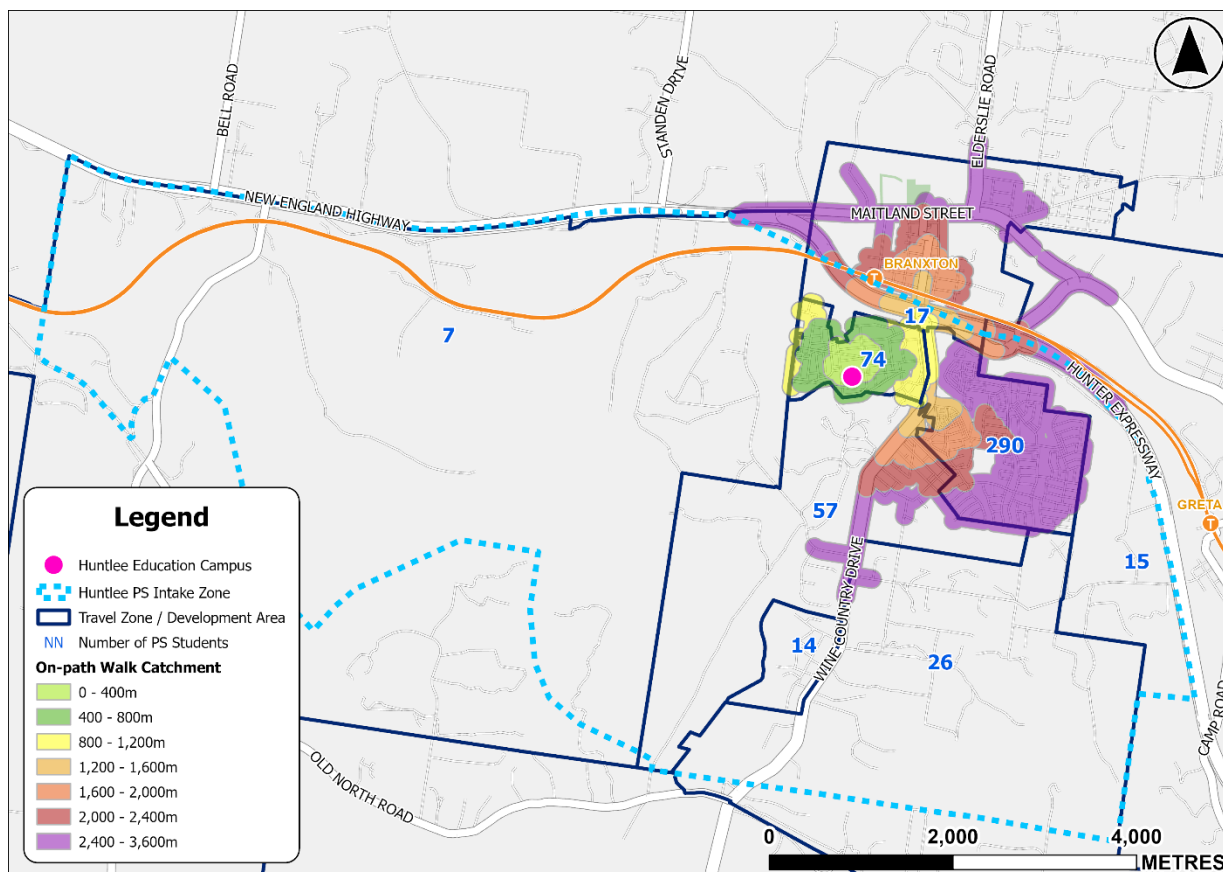 BELL ROAD
STANDEN DRIVE
ELDERSLIE ROAD
NEW ENGLAND HIGHWAY
MAITLAND STREET
BRANXTON
T
17
7
74
HUNTER EXPRESSWAY
290
GRETA
T
57
15
WINE COUNTRY DRIVE
14
26
CAMP ROAD
OLD NORTH ROAD
Legend
Huntlee Education Campus
Huntlee PS Intake Zone
Travel Zone / Development Area
NN Number of PS Students
On-path Walk Catchment
0 - 400m
400 - 800m
800 - 1,200m
1,200 - 1,600m
1,600 - 2,000m
2,000 - 2,400m
2,400 - 3,600m
0 2,000 4,000
METRES